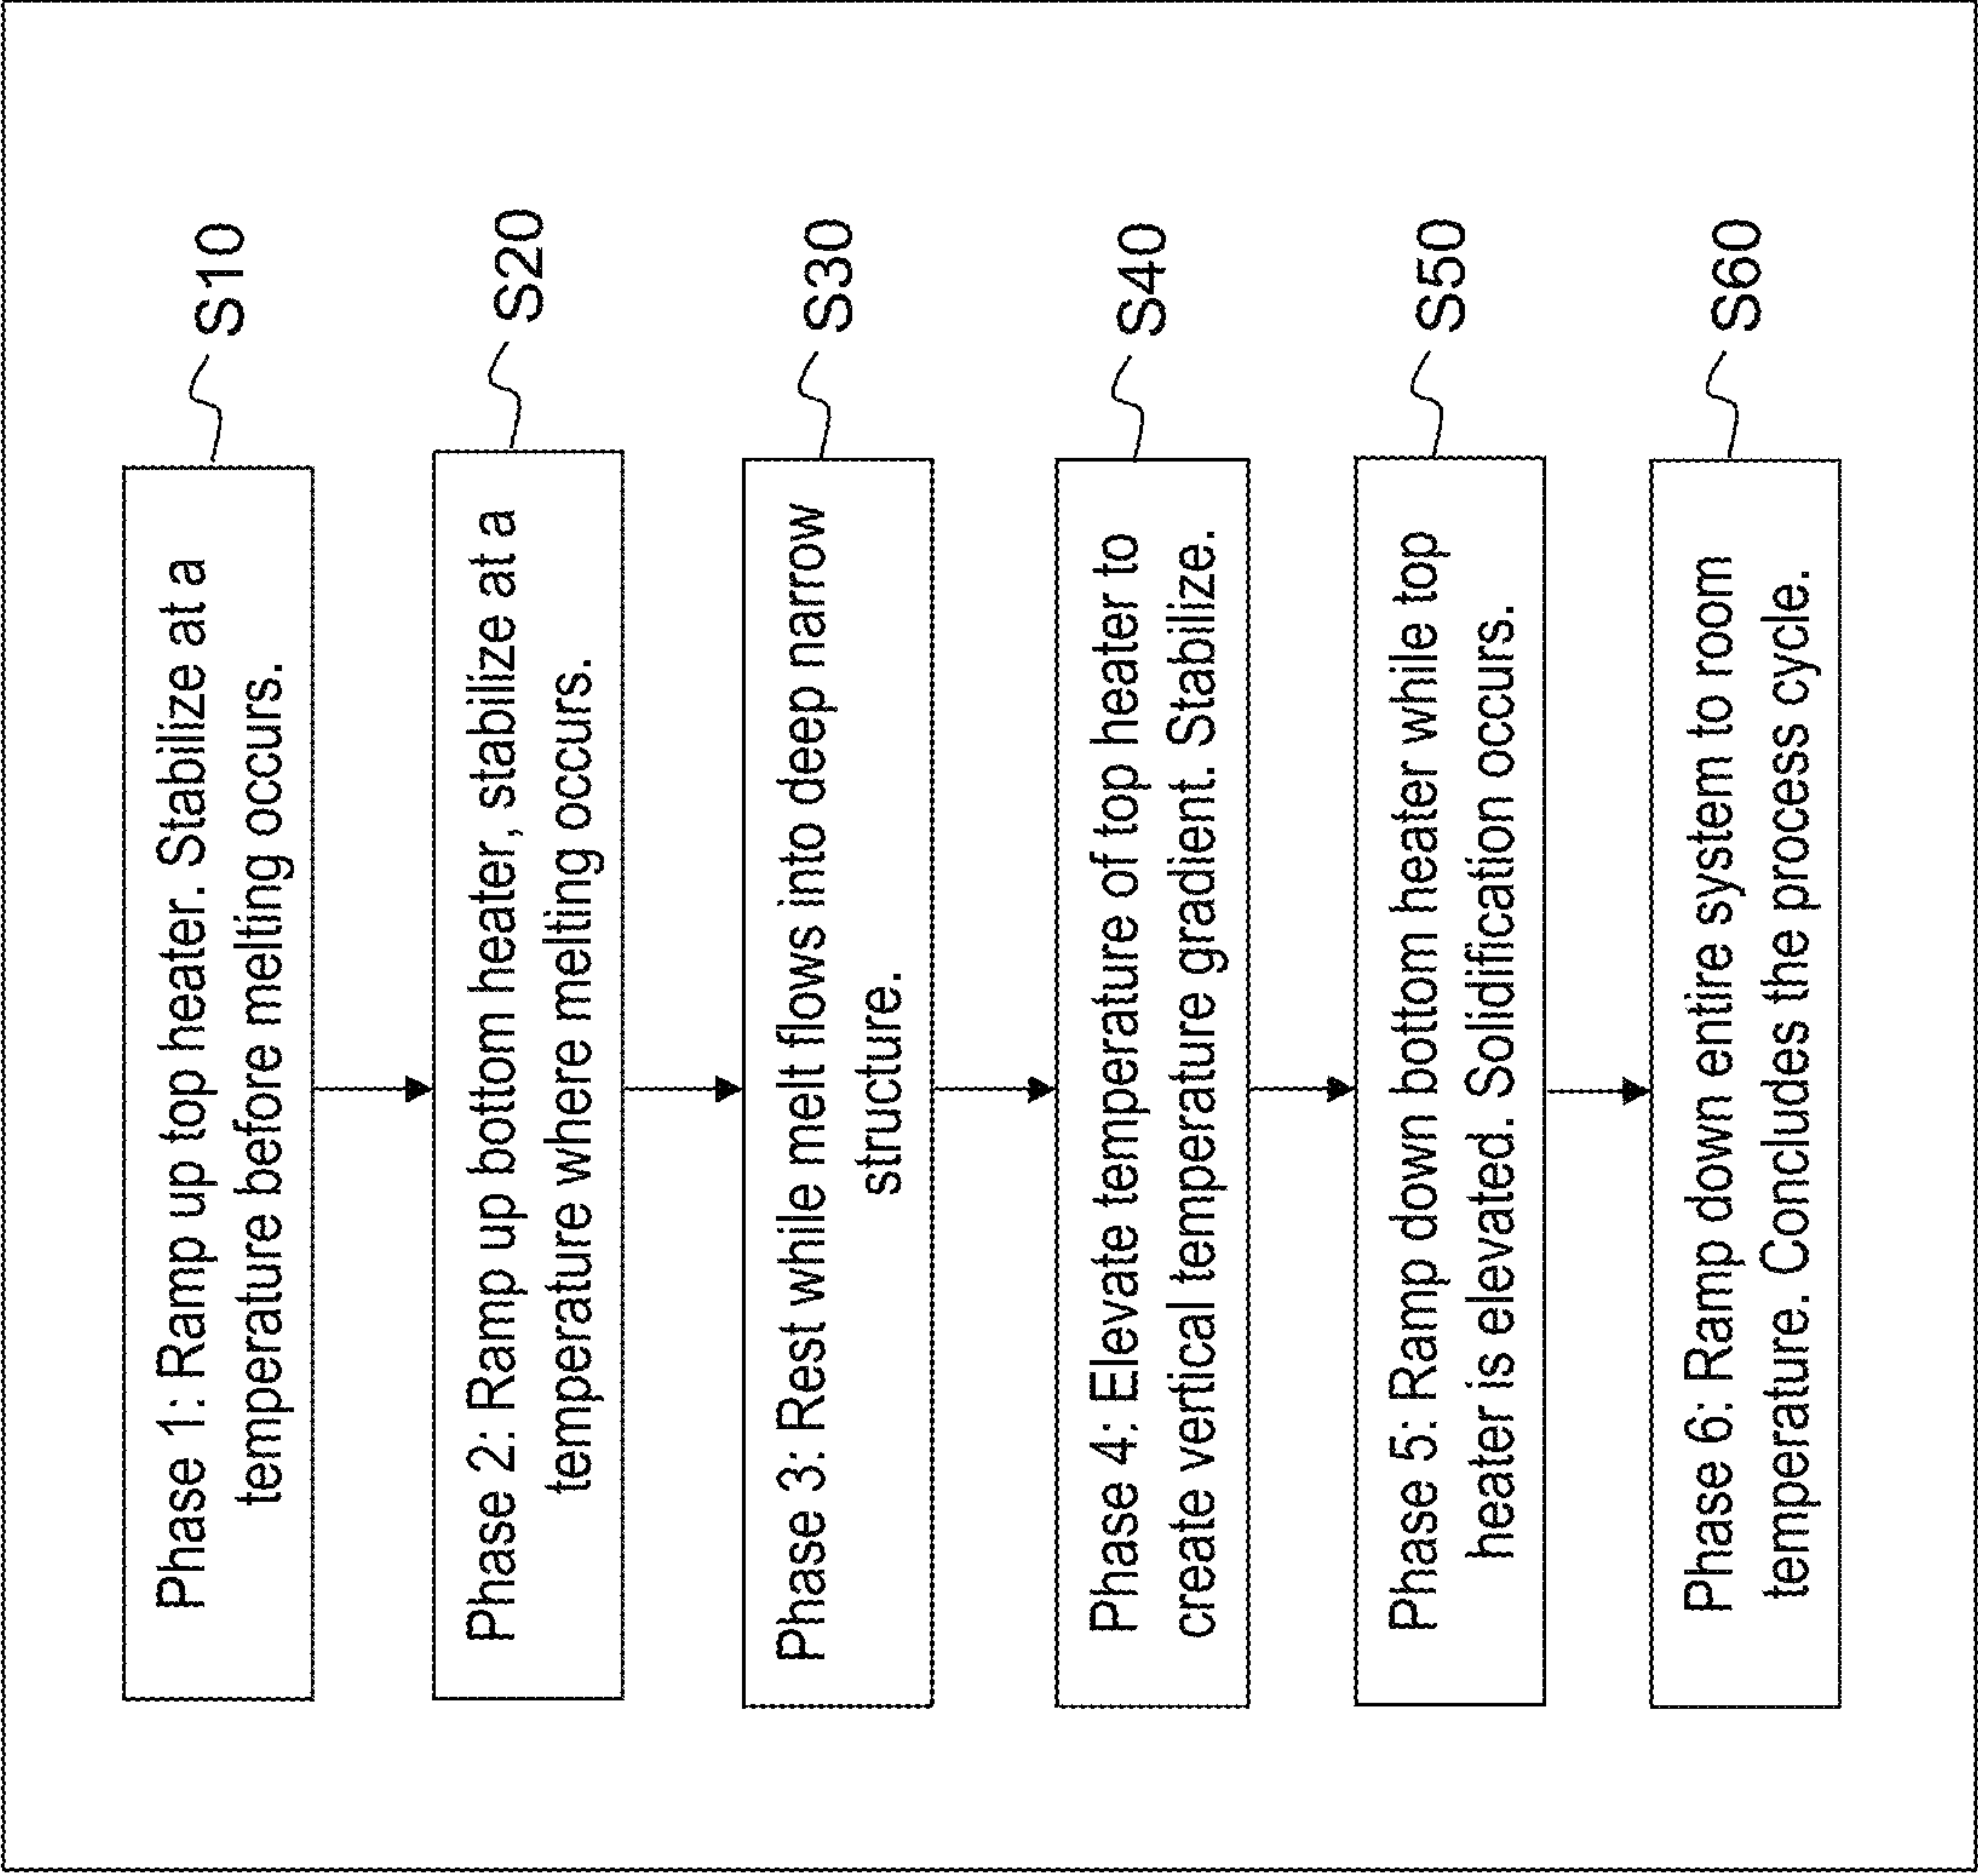 Phase 1: Ramp up top heater. Stabilize at a
temperature before melting occurs.
S10
Phase 2: Ramp up bottom heater, stabilize at a
temperature where melting occurs.
S20
Phase 3: Rest while melt flows into deep narrow
structure.
S30
Phase 4: Elevate temperature of top heater to
create vertical temperature gradient. Stabilize.
S40
Phase 5: Ramp down bottom heater while top
heater is elevated. Solidification occurs.
S50
Phase 6: Ramp down entire system to room
temperature. Concludes the process cycle.
S60